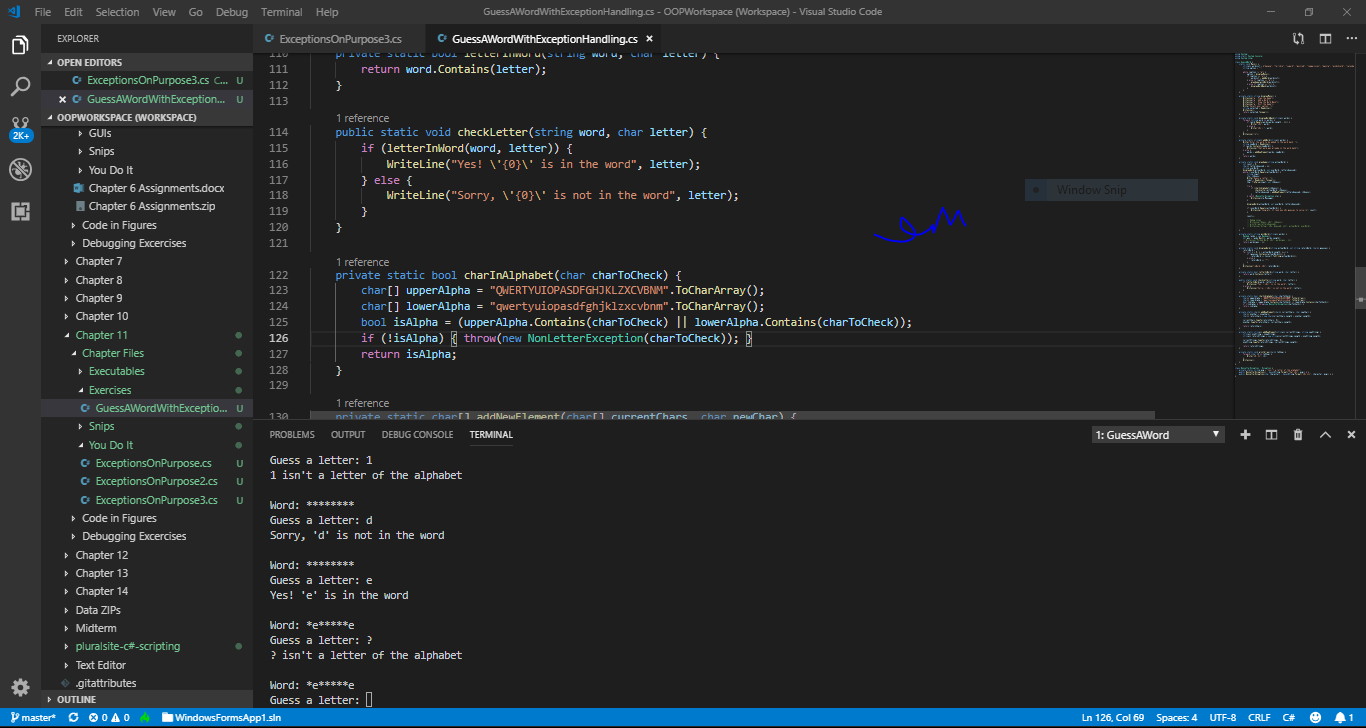 File Edit Selection View Go Debug Terminal Help GuessAWordWithExceptionHandling.cs - OOPWorkspace (Workspace) - Visual Studio Code
EXPLORER
OPEN EDITORS
ExceptionsOnPurpose3.cs C... U
GuessAWordWithException... U
OOPWORKSPACE (WORKSPACE)
GUIs
Snips
You Do It
Chapter 6 Assignments.docx
Chapter 6 Assignments.zip
Code in Figures
Debugging Excercises
Chapter 7
Chapter 8
Chapter 9
Chapter 10
Chapter 11
Chapter Files
Executables
Exercises
GuessAWordWithExceptio... U
Snips
You Do It
ExceptionsOnPurpose.cs U
ExceptionsOnPurpose2.cs U
ExceptionsOnPurpose3.cs U
Code in Figures
Debugging Excercises
Chapter 12
Chapter 13
Chapter 14
Data ZIPs
Midterm
pluralsite-c#-scripting
Text Editor
.gitattributes
OUTLINE
2K+
ExceptionsOnPurpose3.cs GuessAWordWithExceptionHandling.cs
110 private static bool letterInWord(string word, char letter) {
111 return word.Contains(letter);
112 }
113
1 reference
114 public static void checkLetter(string word, char letter) {
115 if (letterInWord(word, letter)) {
116 WriteLine("Yes! \'{0}\' is in the word", letter);
117 } else {
118 WriteLine("Sorry, \'{0}\' is not in the word", letter);
119 }
120 }
121
Window Snip
1 reference
122 private static bool charInAlphabet(char charToCheck) {
123 char[] upperAlpha = "QWERTYUIOPASDFGHJKLZXCVBNM".ToCharArray();
124 char[] lowerAlpha = "qwertyuiopasdfghjklzxcvbnm".ToCharArray();
125 bool isAlpha = (upperAlpha.Contains(charToCheck) || lowerAlpha.Contains(charToCheck));
126 if (!isAlpha) { throw(new NonLetterException(charToCheck)); }
127 return isAlpha;
128 }
129
1 reference
130 private static char[] addNewElement(char[] currentChars, char newChar) {
PROBLEMS OUTPUT DEBUG CONSOLE TERMINAL 1: GuessAWord
Guess a letter: 1
1 isn't a letter of the alphabet
Word: ********
Guess a letter: d
Sorry, 'd' is not in the word
Word: ********
Guess a letter: e
Yes! 'e' is in the word
Word: *e*****e
Guess a letter: ?
? isn't a letter of the alphabet
Word: *e*****e
Guess a letter:
master* 0 0 WindowsFormsApp1.sln Ln 126, Col 69 Spaces: 4 UTF-8 CRLF C# 1